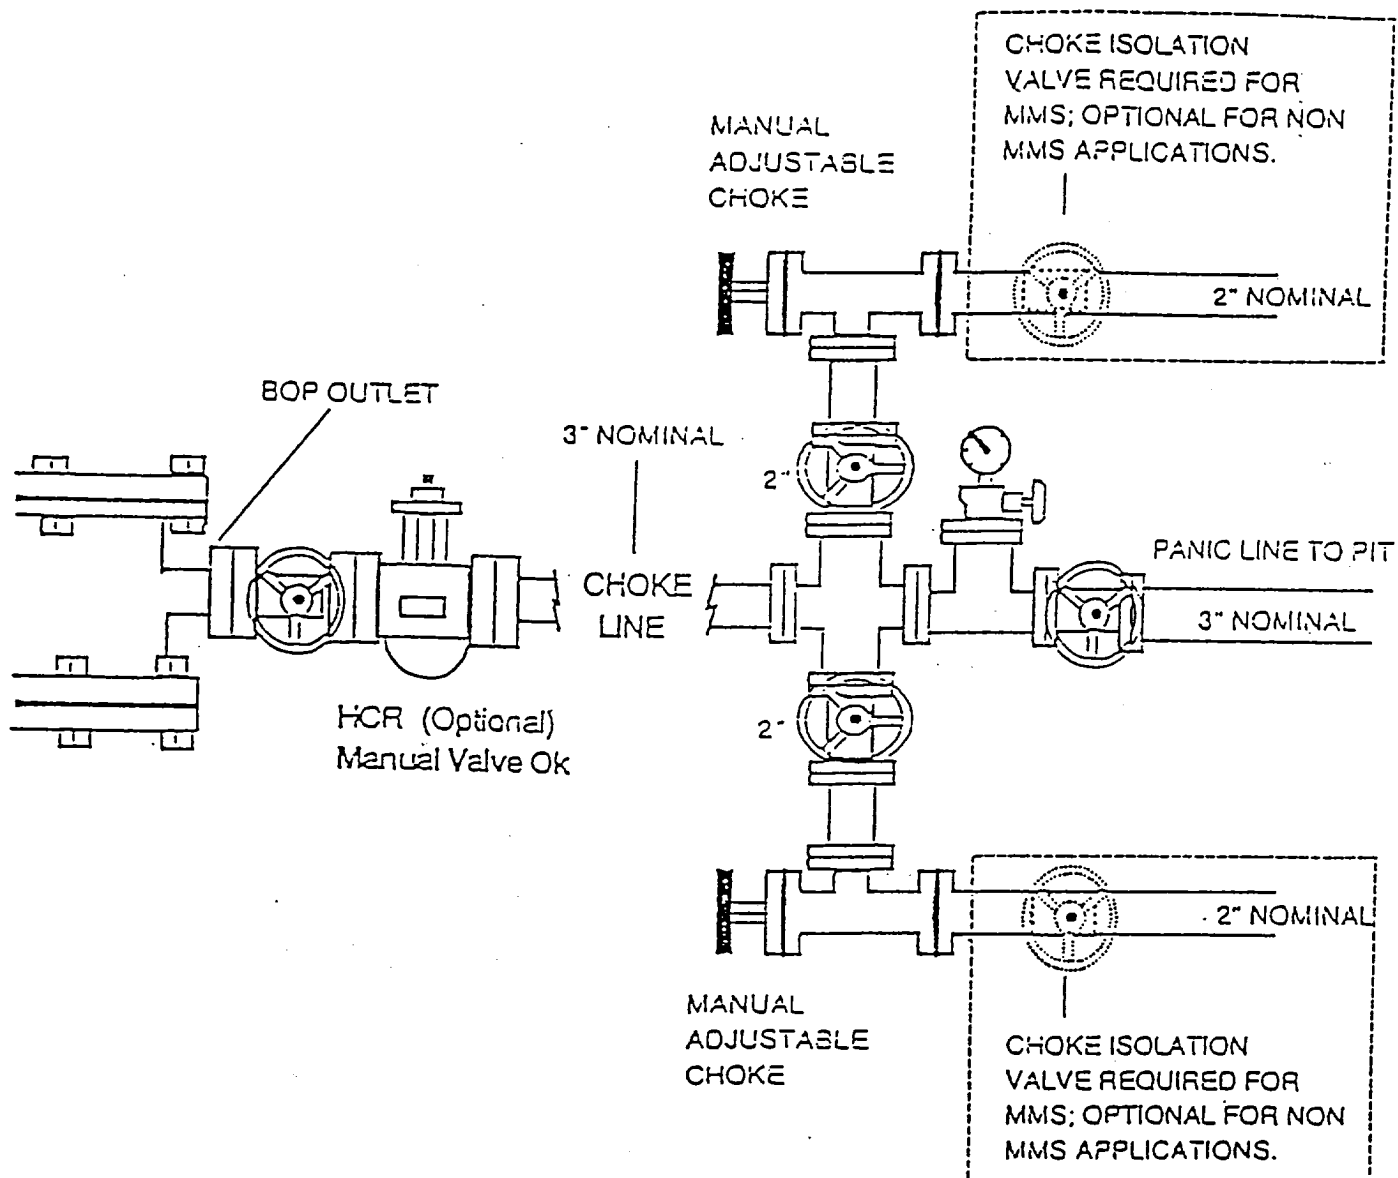 CHOKE ISOLATION
VALVE REQUIRED FOR
MMS; OPTIONAL FOR NON
MMS APPLICATIONS.
MANUAL
ADJUSTABLE
CHOKE
2" NOMINAL
BOP OUTLET
3" NOMINAL
2"
PANIC LINE TO PIT
CHOKE
LINE
3" NOMINAL
HCR (Optional)
Manual Valve Ok
2"
2" NOMINAL
MANUAL
ADJUSTABLE
CHOKE
CHOKE ISOLATION
VALVE REQUIRED FOR
MMS; OPTIONAL FOR NON
MMS APPLICATIONS.